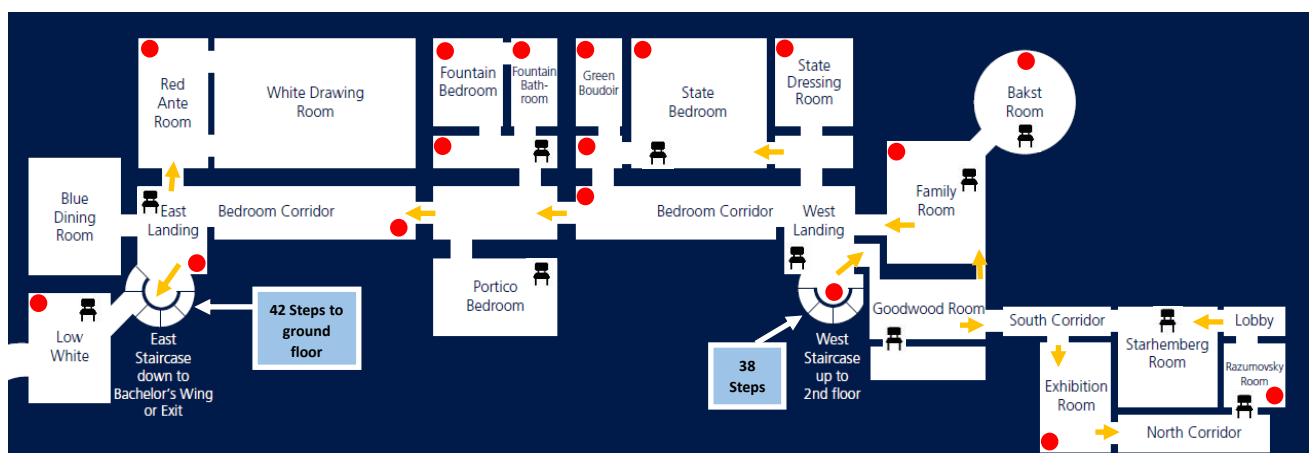 Red
Ante
Room
White Drawing
Room
Fountain
Bedroom
Fountain
Bath-
room
Green
Boudoir
State
Bedroom
State
Dressing
Room
Bakst
Room
Blue
Dining
Room
East
Landing
Bedroom Corridor
Bedroom Corridor
West
Landing
Family
Room
Portico
Bedroom
Low
White
42 Steps to
ground
floor
East
Staircase
down to
Bachelor's Wing
or Exit
38
Steps
West
Staircase
up to
2nd floor
Goodwood Room
South Corridor
Starhemberg
Room
Lobby
Razumovsky
Room
Exhibition
Room
North Corridor